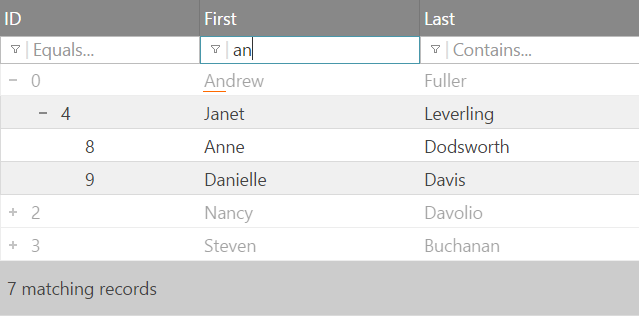 ID First Last
Equals... an Contains...
0 Andrew Fuller
4 Janet Leverling
8 Anne Dodsworth
9 Danielle Davis
2 Nancy Davolio
3 Steven Buchanan
7 matching records